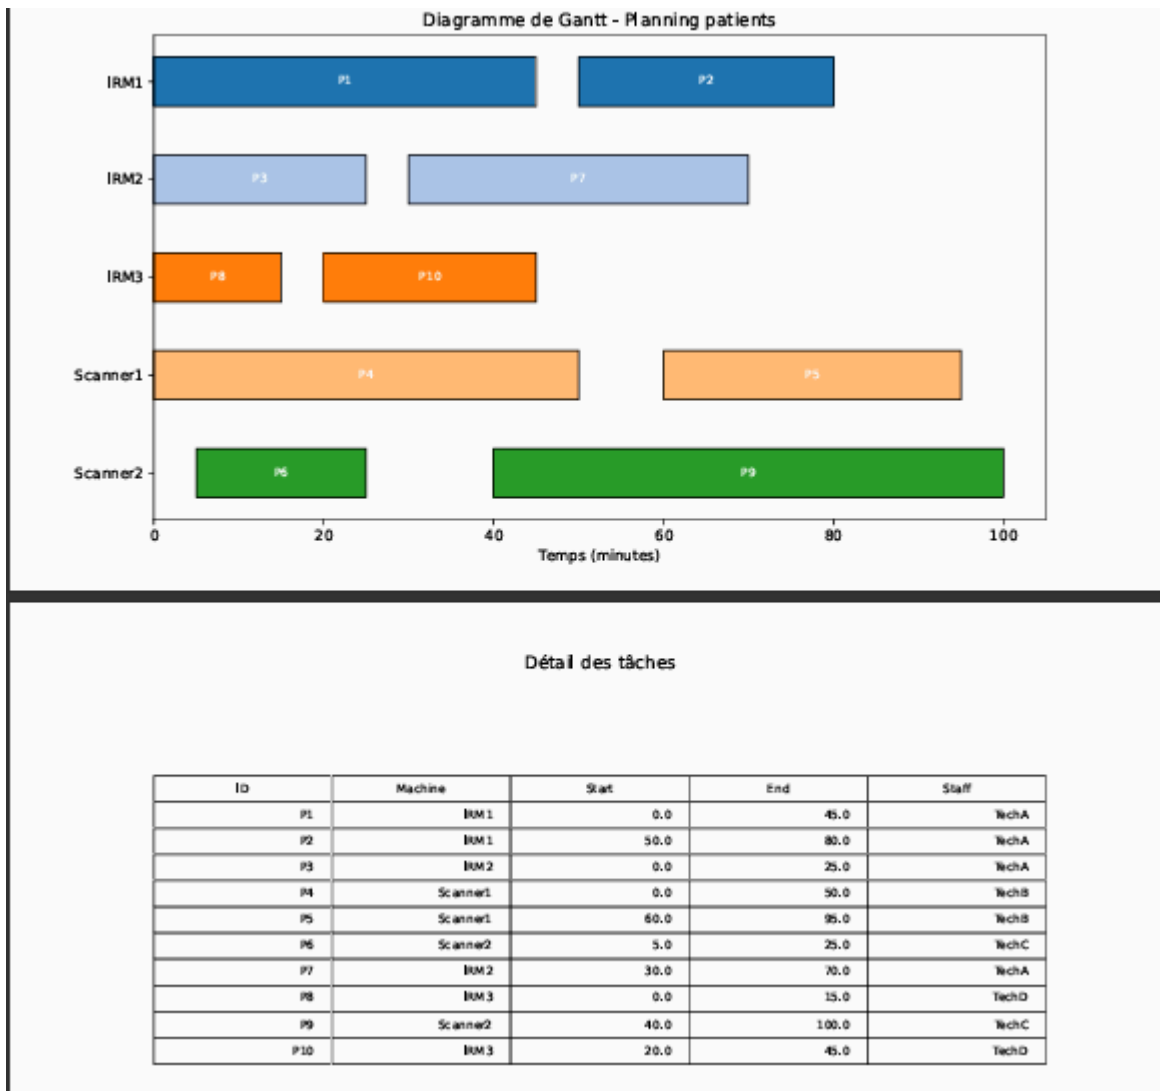 Diagramme de Gantt - Planning patients
IRM1 P1 P2
IRM2 P3 P7
IRM3 P8 P10
Scanner1 P4 P5
Scanner2 P6 P9
0 20 40 60 80 100
Temps (minutes)
Détail des tâches
ID Machine Start End Staff
P1 IRM1 0.0 45.0 TechA
P2 IRM1 50.0 80.0 TechA
P3 IRM2 0.0 25.0 TechA
P4 Scanner1 0.0 50.0 TechB
P5 Scanner1 60.0 95.0 TechB
P6 Scanner2 5.0 25.0 TechC
P7 IRM2 30.0 70.0 TechA
P8 IRM3 0.0 15.0 TechD
P9 Scanner2 40.0 100.0 TechC
P10 IRM3 20.0 45.0 TechD